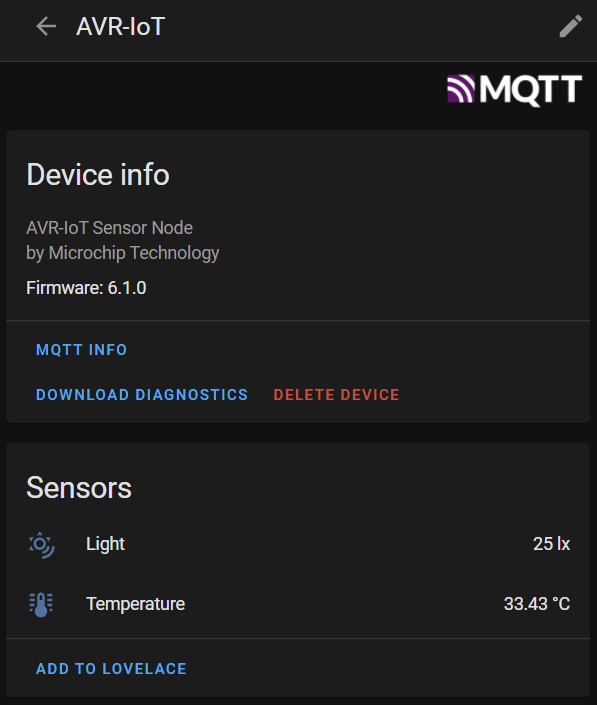 AVR-IoT
MQTT
Device info
AVR-IoT Sensor Node
by Microchip Technology
Firmware: 6.1.0
MQTT INFO
DOWNLOAD DIAGNOSTICS DELETE DEVICE
Sensors
Light 25 lx
Temperature 33.43 °C
ADD TO LOVELACE